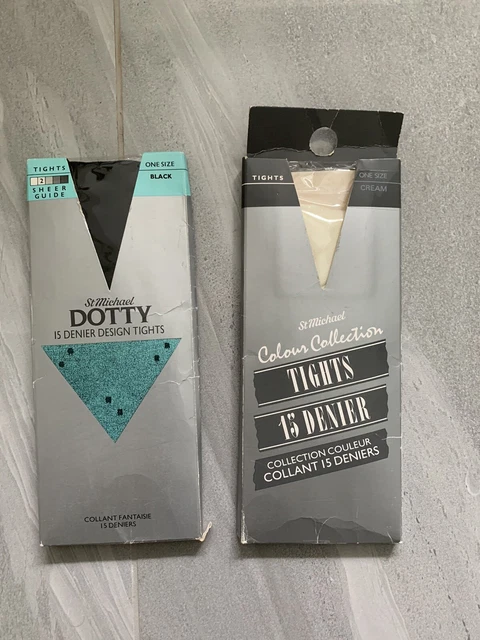 TIGHTS
2
SHEER
GUIDE
ONE SIZE
BLACK
St Michael
DOTTY
15 DENIER DESIGN TIGHTS
COLLANT FANTAISIE
15 DENIERS
TIGHTS
ONE SIZE
CREAM
St Michael
Colour Collection
TIGHTS
15 DENIER
COLLECTION COULEUR
COLLANT 15 DENIERS